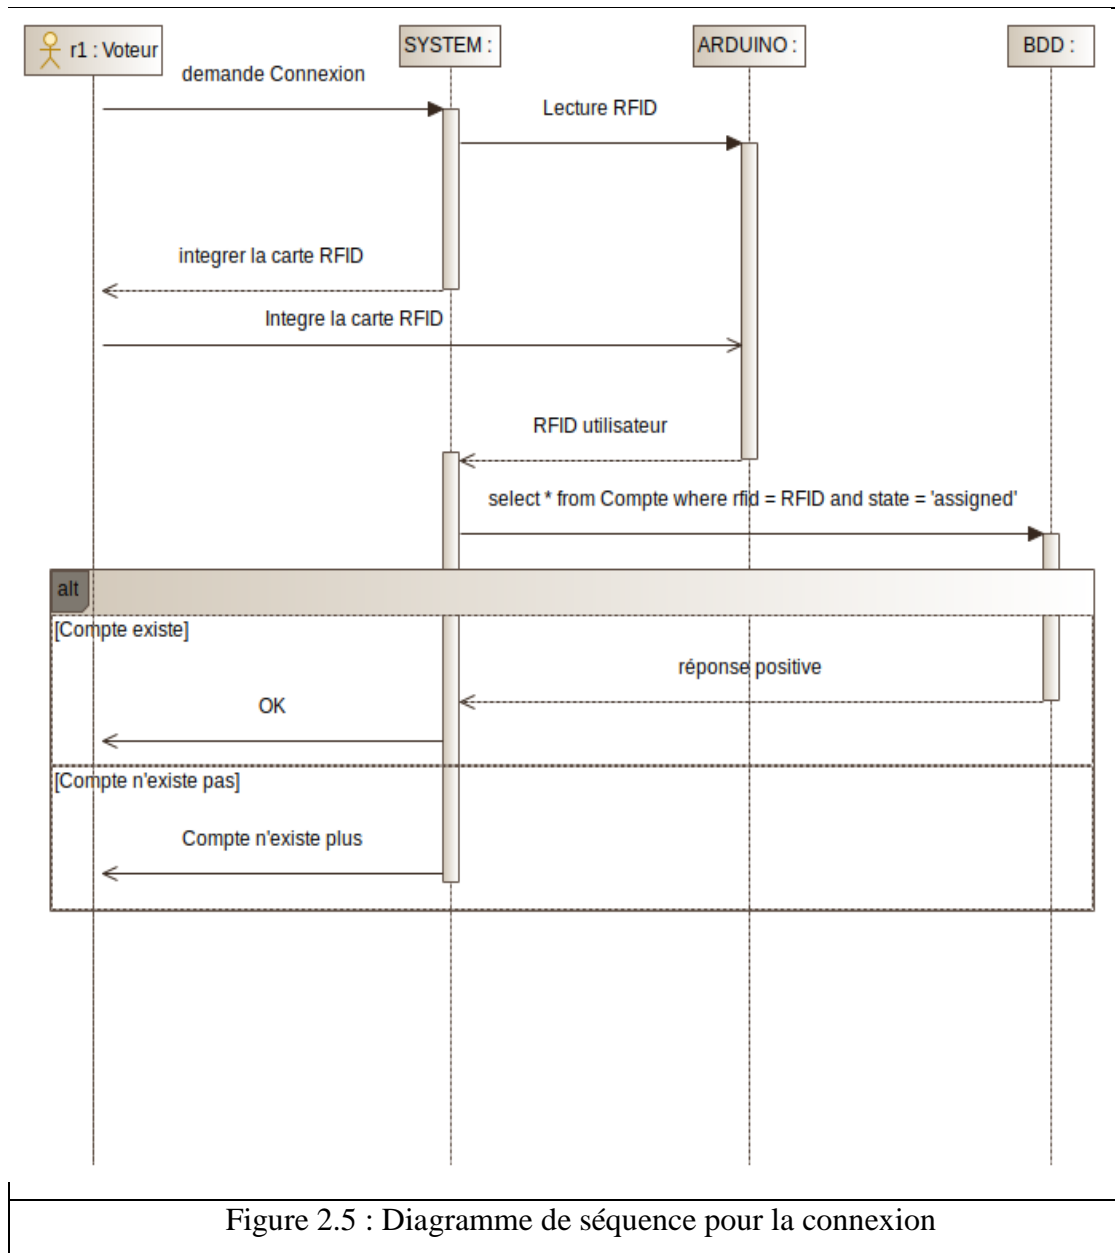 r1 : Voteur
SYSTEM :
ARDUINO :
BDD :
demande Connexion
Lecture RFID
integrer la carte RFID
Integre la carte RFID
RFID utilisateur
select * from Compte where rfid = RFID and state = 'assigned'
alt
[Compte existe]
réponse positive
OK
[Compte n'existe pas]
Compte n'existe plus
Figure 2.5 : Diagramme de séquence pour la connexion